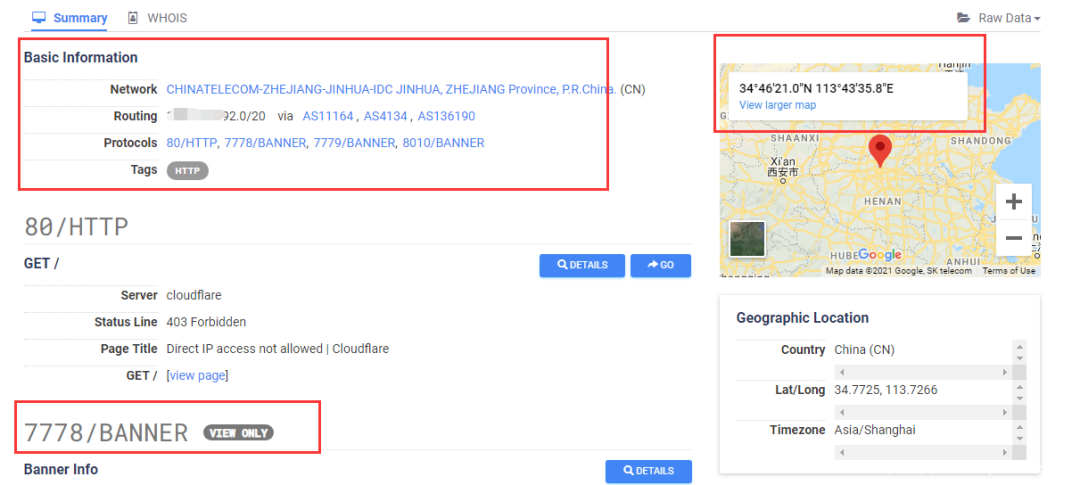 Summary
WHOIS
Raw Data
Basic Information
Network CHINATELECOM-ZHEJIANG-JINHUA-IDC JINHUA, ZHEJIANG Province, P.R.China. (CN)
Routing 92.0/20 via AS11164, AS4134, AS136190
Protocols 80/HTTP, 7778/BANNER, 7779/BANNER, 8010/BANNER
Tags HTTP
80/HTTP
GET /
DETAILS
GO
Server cloudflare
Status Line 403 Forbidden
Page Title Direct IP access not allowed | Cloudflare
GET / [view page]
7778/BANNER VIEW ONLY
Banner Info
DETAILS
34°46'21.0"N 113°43'35.8"E
View larger map
SHAANXI
SHANDONG
Xi'an
西安市
HENAN
HUBE
Google
ANHUI
Map data ©2021 Google, SK telecom Terms of Use
Geographic Location
Country China (CN)
Lat/Long 34.7725, 113.7266
Timezone Asia/Shanghai